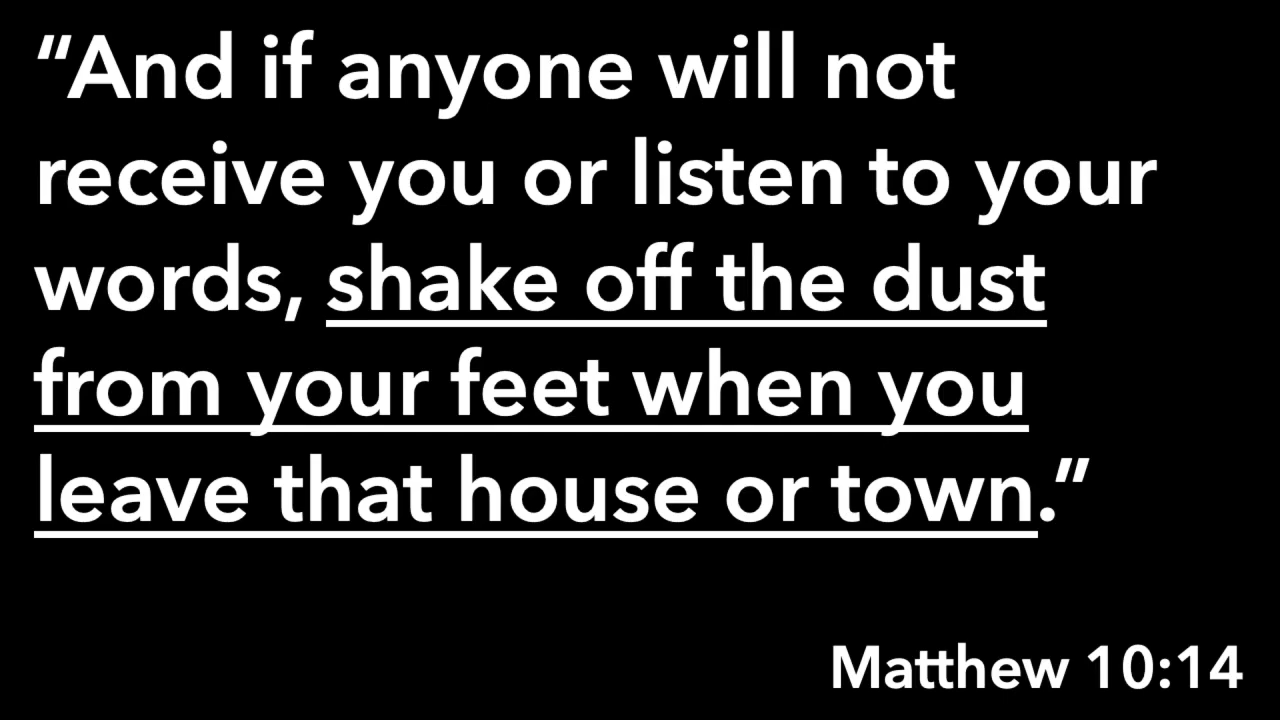 “And if anyone will not
receive you or listen to your
words, shake off the dust
from your feet when you
leave that house or town.”
Matthew 10:14